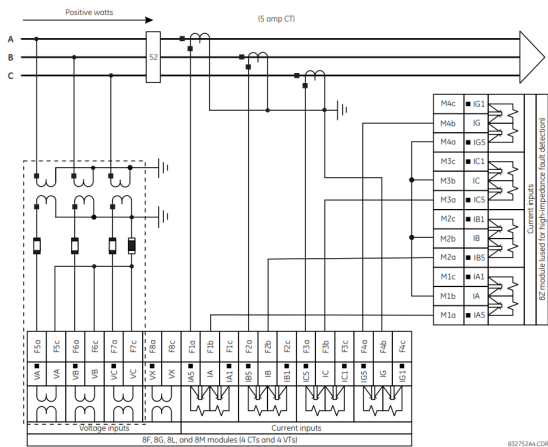 Positive watts
(5 amp CT)
A
B
C
52
M4c IG1
M4b IG
M4a IG5
M3c IC1
M3b IC
M3a IC5
M2c IB1
M2b IB
M2a IB5
M1c IA1
M1b IA
M1a IA5
Current inputs
8Z module (used for high-impedance fault detection)
F5a F5c F6a F6c F7a F7c F8a F8c F1a F1b F1c F2a F2b F2c F3a F3b F3c F4a F4b F4c
VA VA VB VB VC VC VX VX IA5 IA IA1 IB5 IB IB1 IC5 IC IC1 IG5 IG IG1
Voltage inputs
Current inputs
8F, 8G, 8L, and 8M modules (4 CTs and 4 VTs)
832752A4.CDR